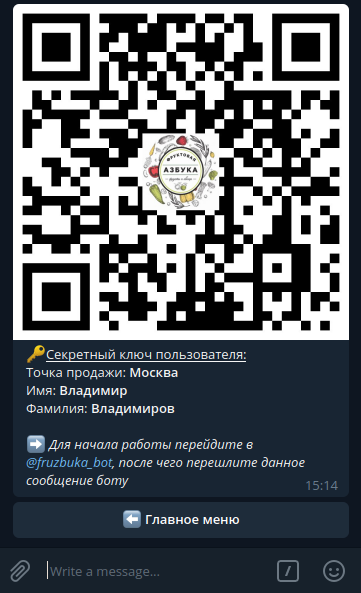 ФРУКТОВАЯ
АЗБУКА
🔑Секретный ключ пользователя:
Точка продажи: Москва
Имя: Владимир
Фамилия: Владимиров
➡️ Для начала работы перейдите в
@fruzbuka_bot, после чего перешлите данное
сообщение боту
15:14
⬅️ Главное меню
/
Write a message...